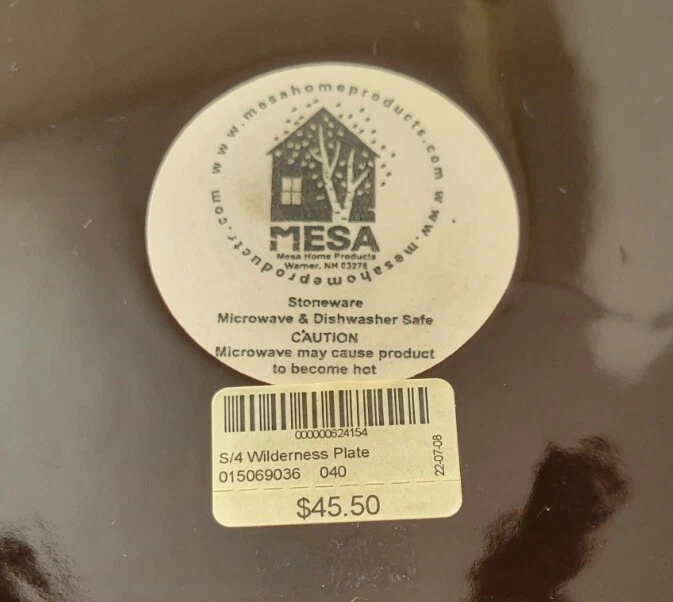 www.mesahomeproducts.com www.mesahomeproducts.com
MESA
Mesa Home Products
Warner, NH 03278
Stoneware
Microwave & Dishwasher Safe
CAUTION
Microwave may cause product
to become hot
000000624154
S/4 Wilderness Plate
015069036 040
22-07-08
$45.50